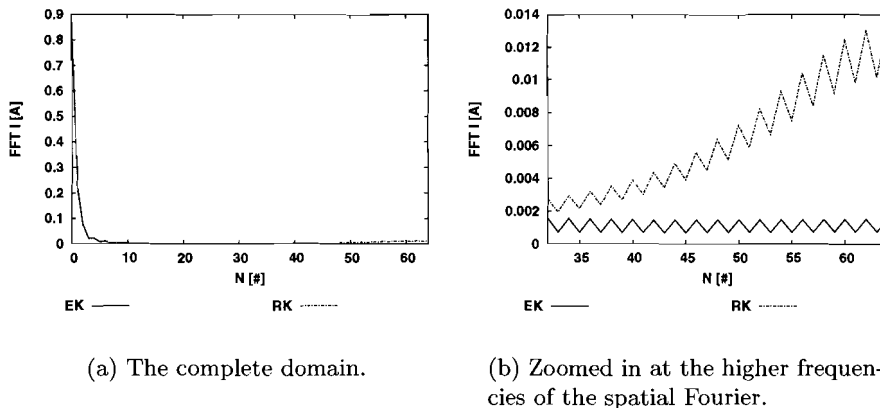 0.9
0.8
0.7
0.6
0.5
0.4
0.3
0.2
0.1
0
FFT I [A]
0 10 20 30 40 50 60
N [#]
EK RK
(a) The complete domain.
0.014
0.012
0.01
0.008
0.006
0.004
0.002
0
FFT I [A]
35 40 45 50 55 60
N [#]
EK RK
(b) Zoomed in at the higher frequen-
cies of the spatial Fourier.